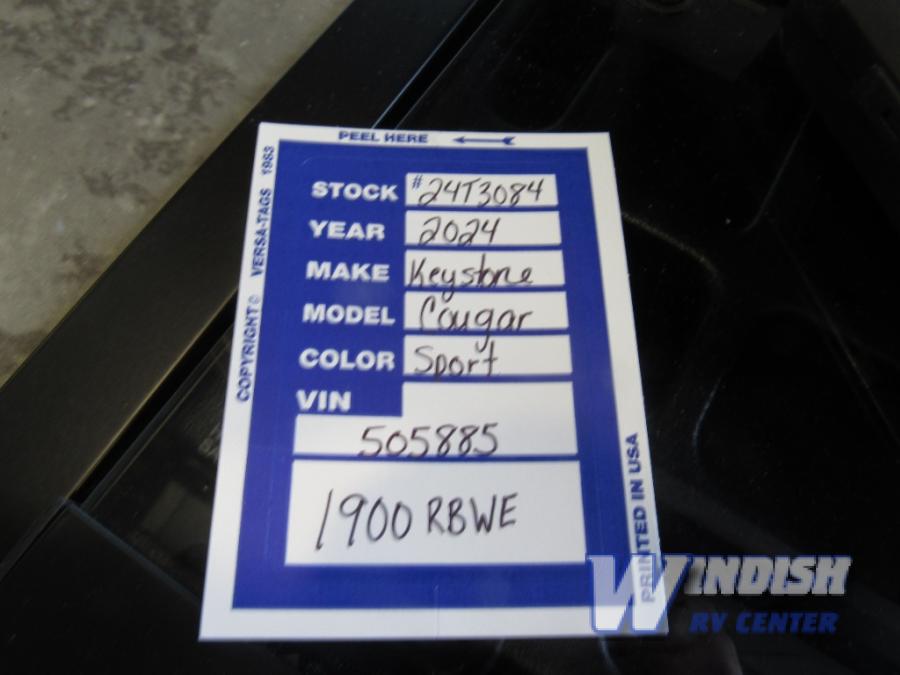 PEEL HERE
COPYRIGHT © VERSA-TAGS 1983
STOCK #24T3084
YEAR 2024
MAKE Keystone
MODEL Cougar
COLOR Sport
VIN
505885
1900 RBWE
PRINTED IN USA
WINDISH
RV CENTER